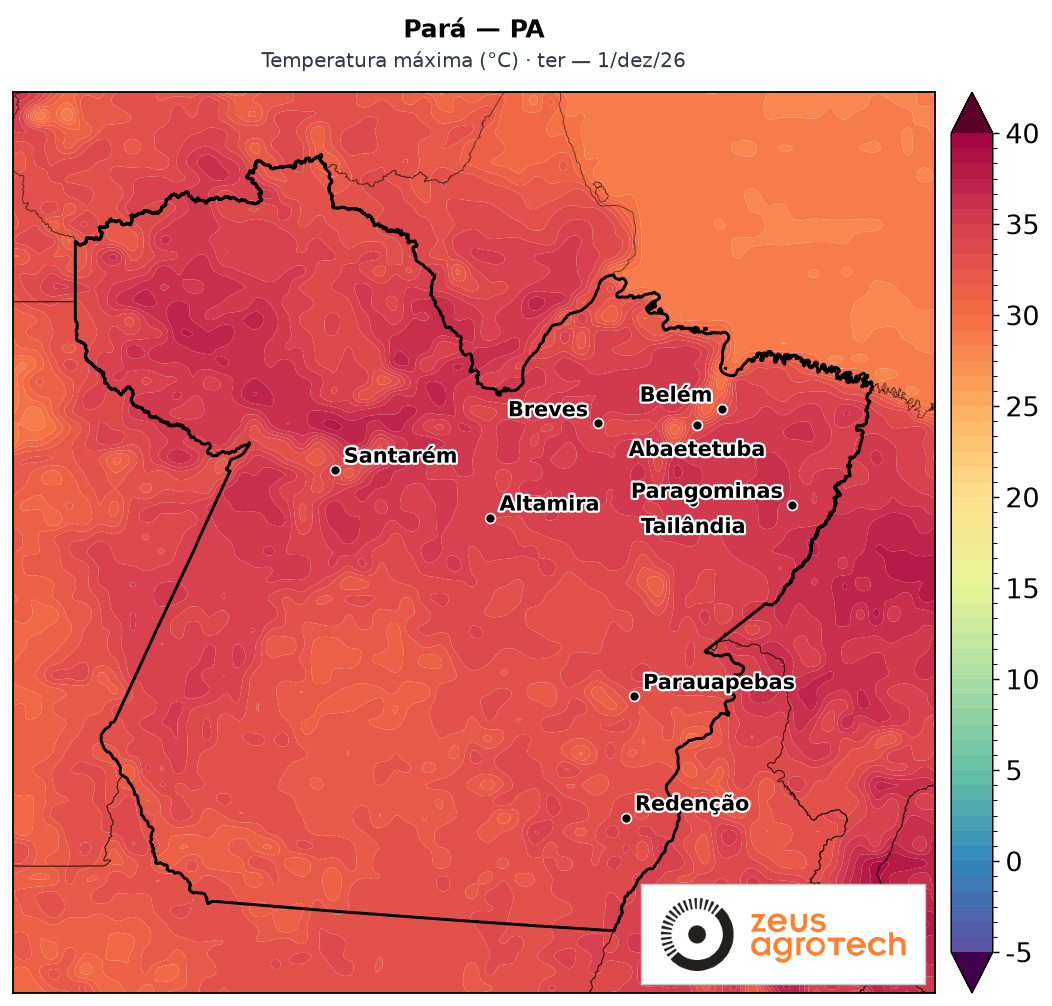 Pará — PA
Temperatura máxima (°C) · ter — 1/dez/26
40
35
30
25
20
15
10
5
0
-5
Belém
Breves
Abaetetuba
Santarém
Paragominas
Altamira
Tailândia
Parauapebas
Redenção
zeus
agrotech